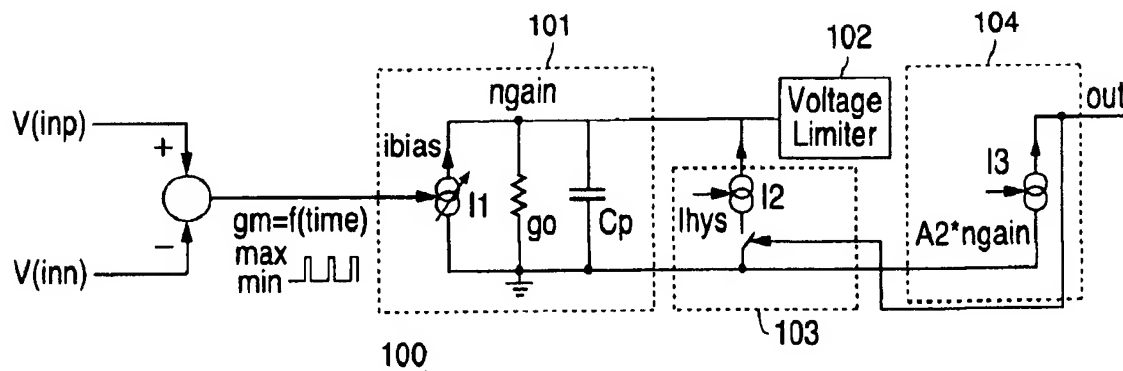 101
102
104
ngain
Voltage
Limiter
out
V(inp)
+
ibias
I1
I2
I3
gm=f(time)
go
Cp
Ihys
A2*ngain
−
V(inn)
max
min
103
100